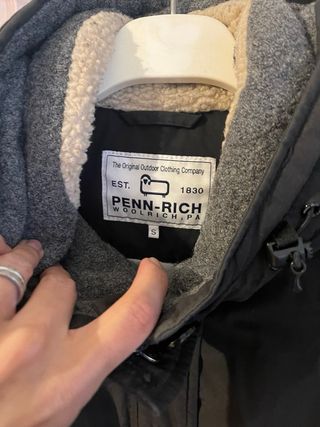 The Original Outdoor Clothing Company
EST. 1830
PENN-RICH
WOOLRICH, PA
S